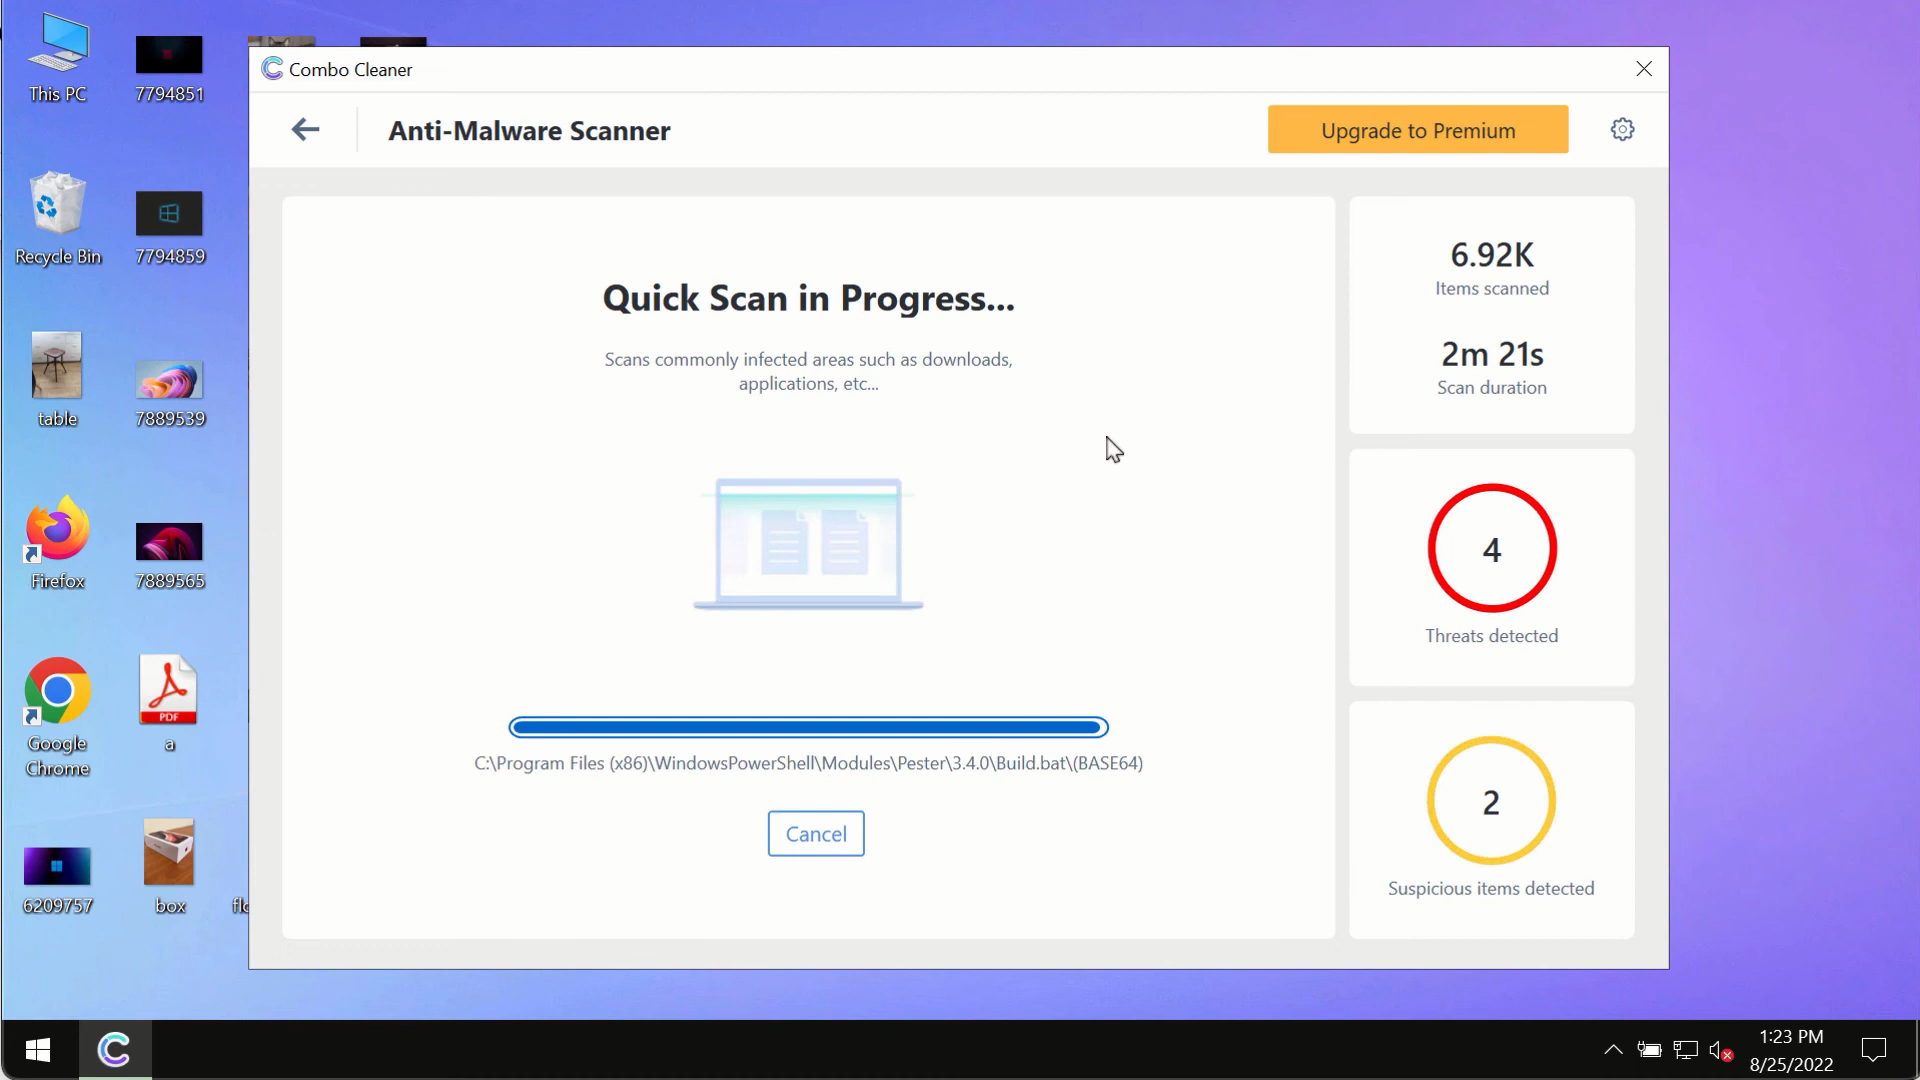 This PC
7794851
Recycle Bin
7794859
table
7889539
Firefox
7889565
Google
Chrome
a
PDF
6209757
box
Combo Cleaner
Anti-Malware Scanner
Upgrade to Premium
Quick Scan in Progress...
Scans commonly infected areas such as downloads,
applications, etc...
C:\Program Files (x86)\WindowsPowerShell\Modules\Pester\3.4.0\Build.bat\(BASE64)
Cancel
6.92K
Items scanned
2m 21s
Scan duration
4
Threats detected
2
Suspicious items detected
1:23 PM
8/25/2022